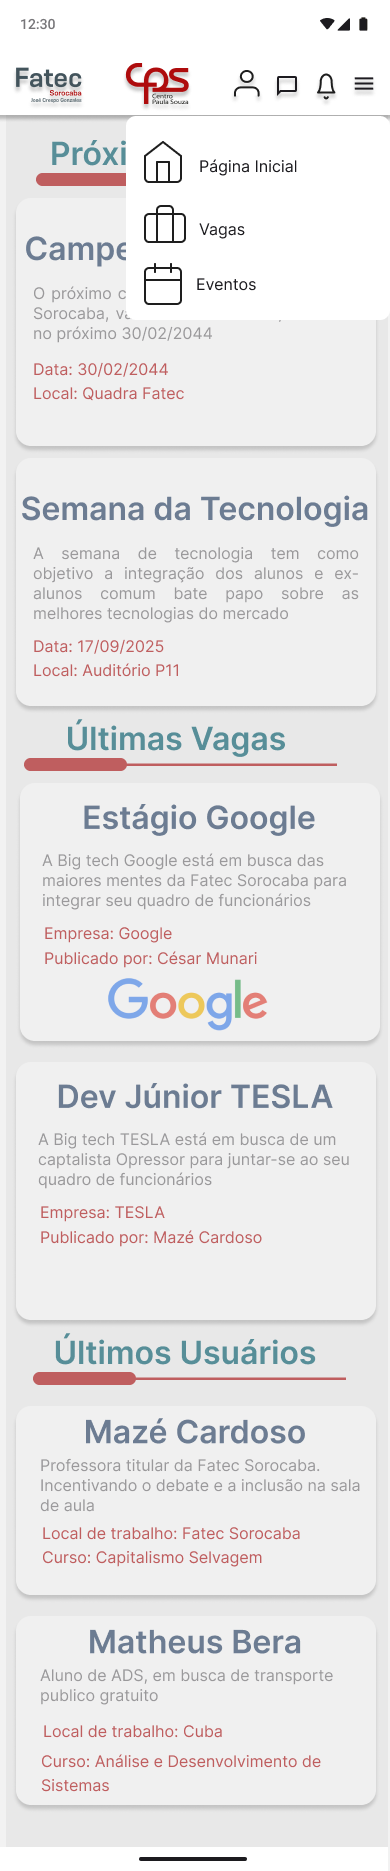 12:30
Fatec
Sorocaba
José Crespo Gonzales
CPS
Centro
Paula Souza
Próxi
Página Inicial
Vagas
Eventos
Campe
O próximo c
Sorocaba, va
no próximo 30/02/2044
Data: 30/02/2044
Local: Quadra Fatec
Semana da Tecnologia
A semana de tecnologia tem como
objetivo a integração dos alunos e ex-
alunos comum bate papo sobre as
melhores tecnologias do mercado
Data: 17/09/2025
Local: Auditório P11
Últimas Vagas
Estágio Google
A Big tech Google está em busca das
maiores mentes da Fatec Sorocaba para
integrar seu quadro de funcionários
Empresa: Google
Publicado por: César Munari
Google
Dev Júnior TESLA
A Big tech TESLA está em busca de um
captalista Opressor para juntar-se ao seu
quadro de funcionários
Empresa: TESLA
Publicado por: Mazé Cardoso
Últimos Usuários
Mazé Cardoso
Professora titular da Fatec Sorocaba.
Incentivando o debate e a inclusão na sala
de aula
Local de trabalho: Fatec Sorocaba
Curso: Capitalismo Selvagem
Matheus Bera
Aluno de ADS, em busca de transporte
publico gratuito
Local de trabalho: Cuba
Curso: Análise e Desenvolvimento de
Sistemas